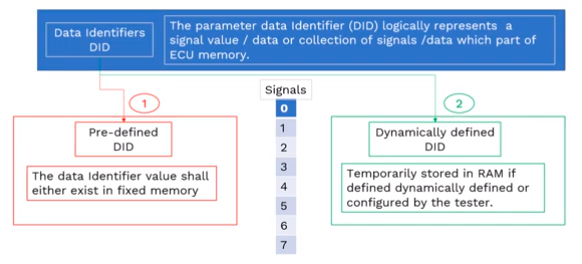 Data Identifiers
DID
The parameter data Identifier (DID) logically represents a
signal value / data or collection of signals /data which part of
ECU memory.
1
Signals
2
Pre-defined
DID
The data Identifier value shall
either exist in fixed memory
0
1
2
3
4
5
6
7
Dynamically defined
DID
Temporarily stored in RAM if
defined dynamically defined or
configured by the tester.